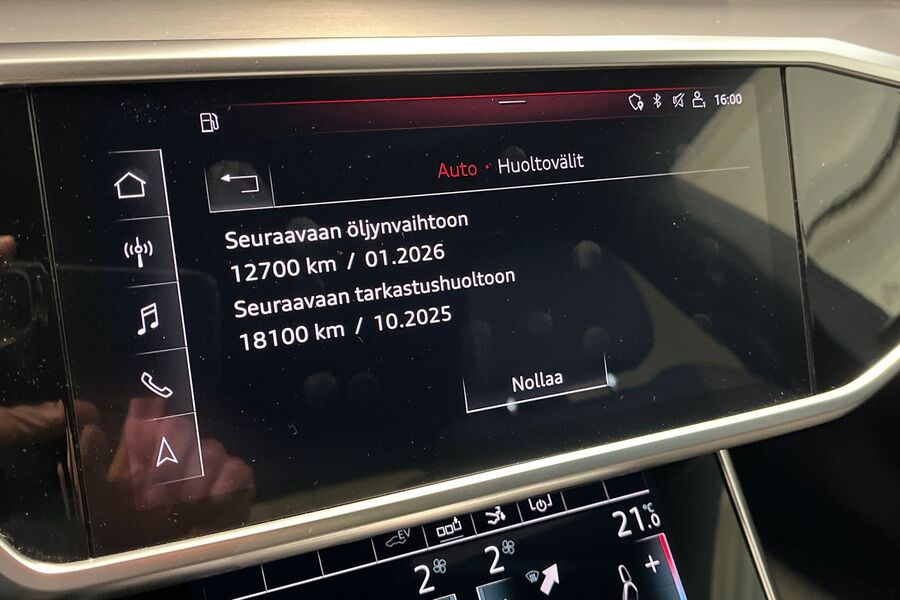 16:00
Auto · Huoltovälit
Seuraavaan öljynvaihtoon
12700 km / 01.2026
Seuraavaan tarkastushuoltoon
18100 km / 10.2025
Nollaa
EV
2
2
21.5 °C